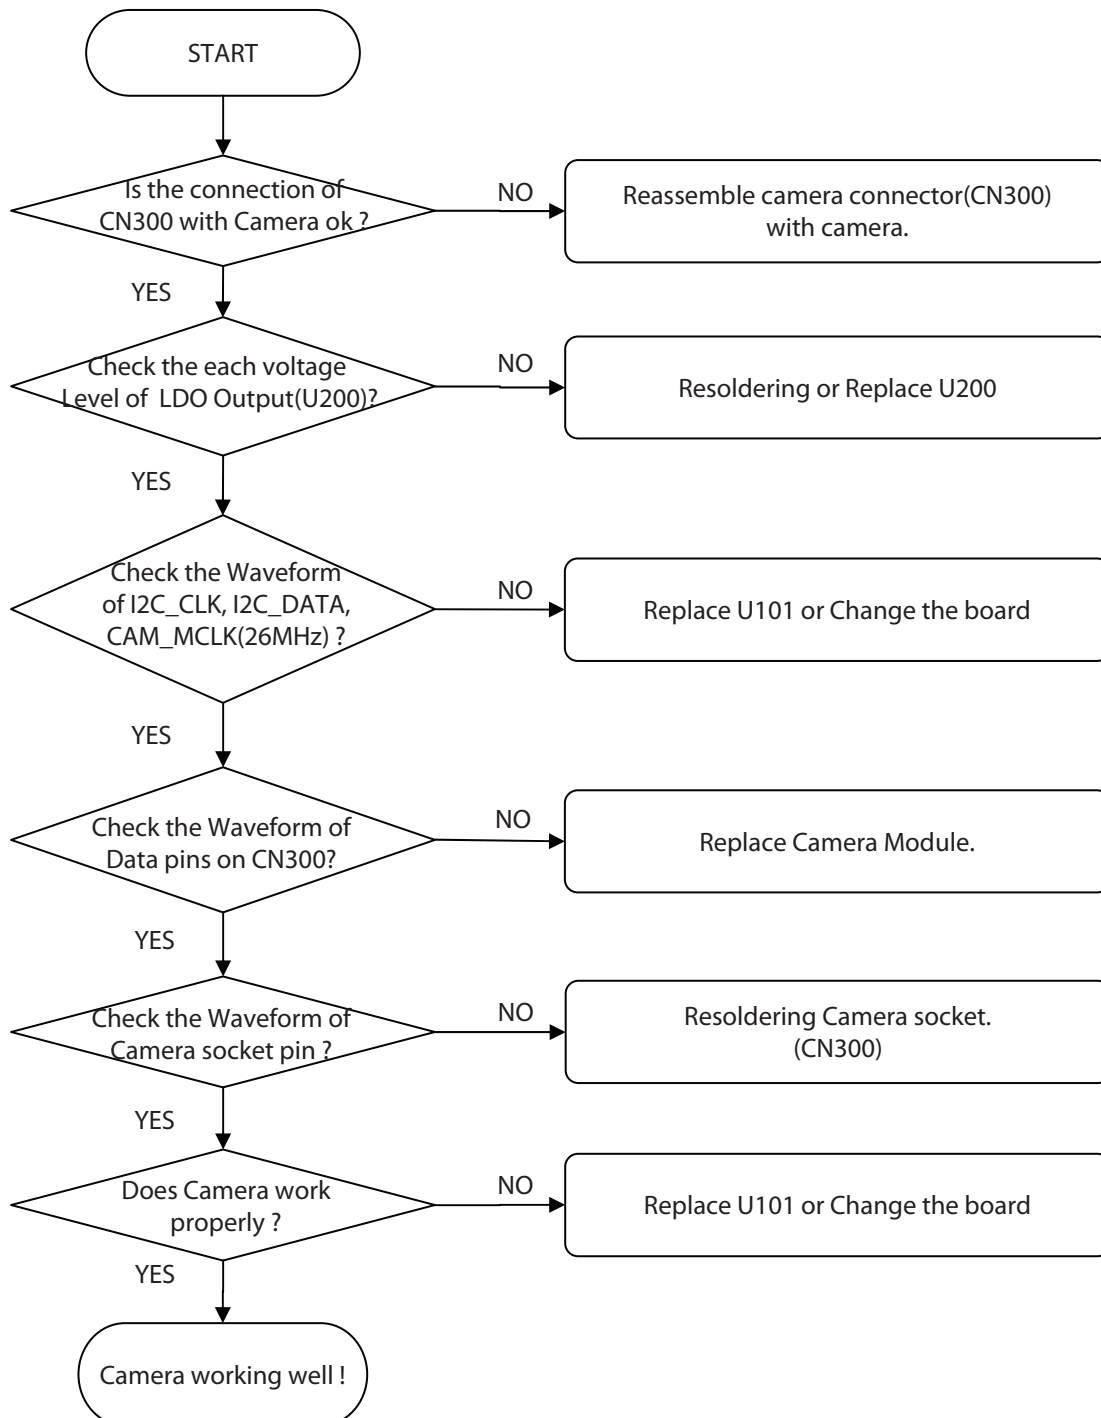 START
Is the connection of
CN300 with Camera ok ?
NO
Reassemble camera connector(CN300)
with camera.
YES
Check the each voltage
Level of LDO Output(U200)?
NO
Resoldering or Replace U200
YES
Check the Waveform
of I2C_CLK, I2C_DATA,
CAM_MCLK(26MHz) ?
NO
Replace U101 or Change the board
YES
Check the Waveform of
Data pins on CN300?
NO
Replace Camera Module.
YES
Check the Waveform of
Camera socket pin ?
NO
Resoldering Camera socket.
(CN300)
YES
Does Camera work
properly ?
NO
Replace U101 or Change the board
YES
Camera working well !